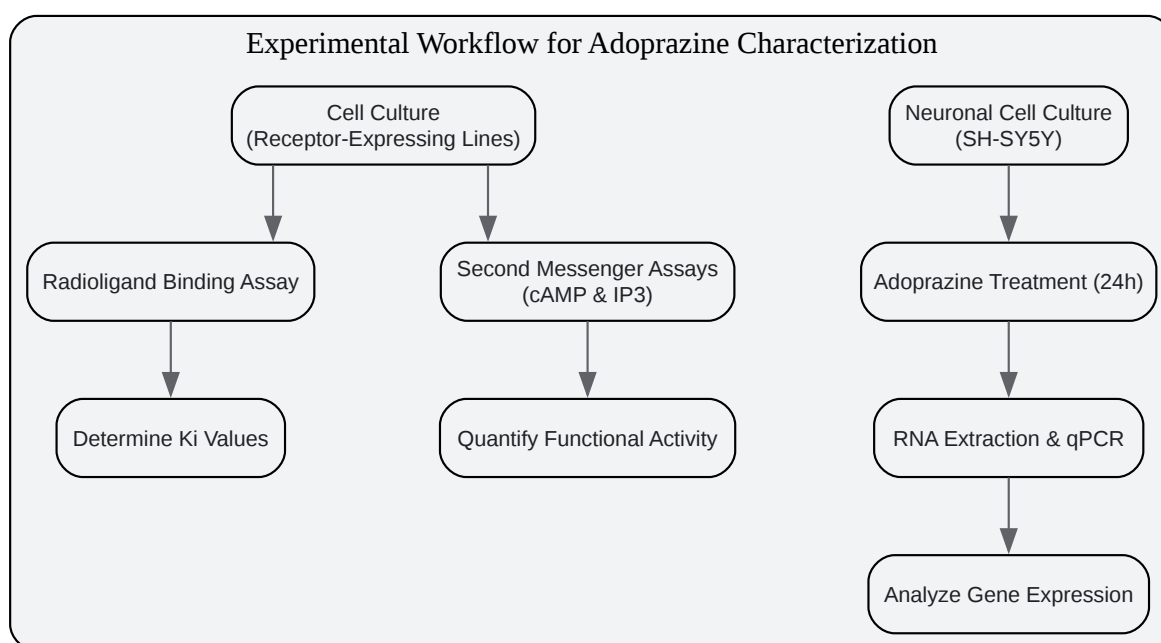 Experimental Workflow for Adoprazine Characterization
Cell Culture
(Receptor-Expressing Lines)
Neuronal Cell Culture
(SH-SY5Y)
Radioligand Binding Assay
Second Messenger Assays
(cAMP & IP3)
Adoprazine Treatment (24h)
Determine Ki Values
Quantify Functional Activity
RNA Extraction & qPCR
Analyze Gene Expression